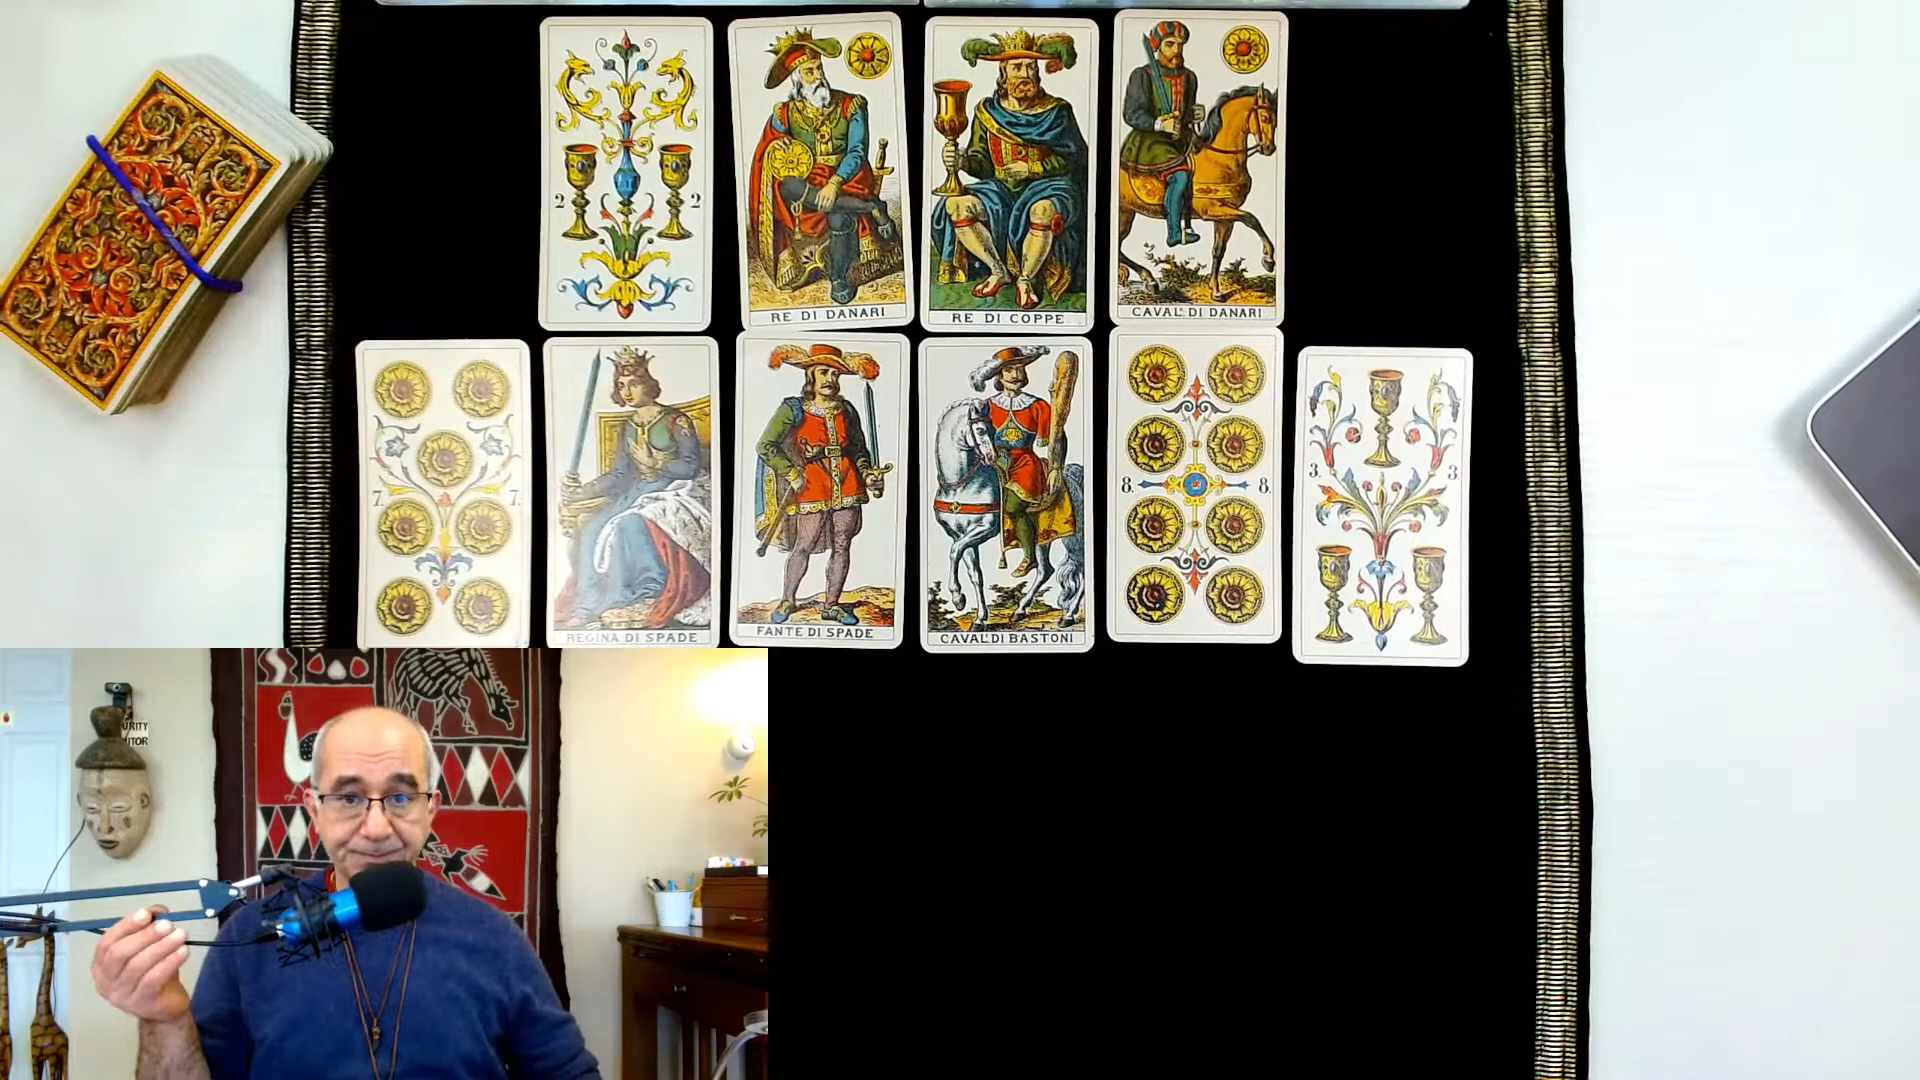 2 2
RE DI DANARI
RE DI COPPE
CAVAL. DI DANARI
7. 7.
REGINA DI SPADE
FANTE DI SPADE
CAVAL. DI BASTONI
8. 8.
3. 3.